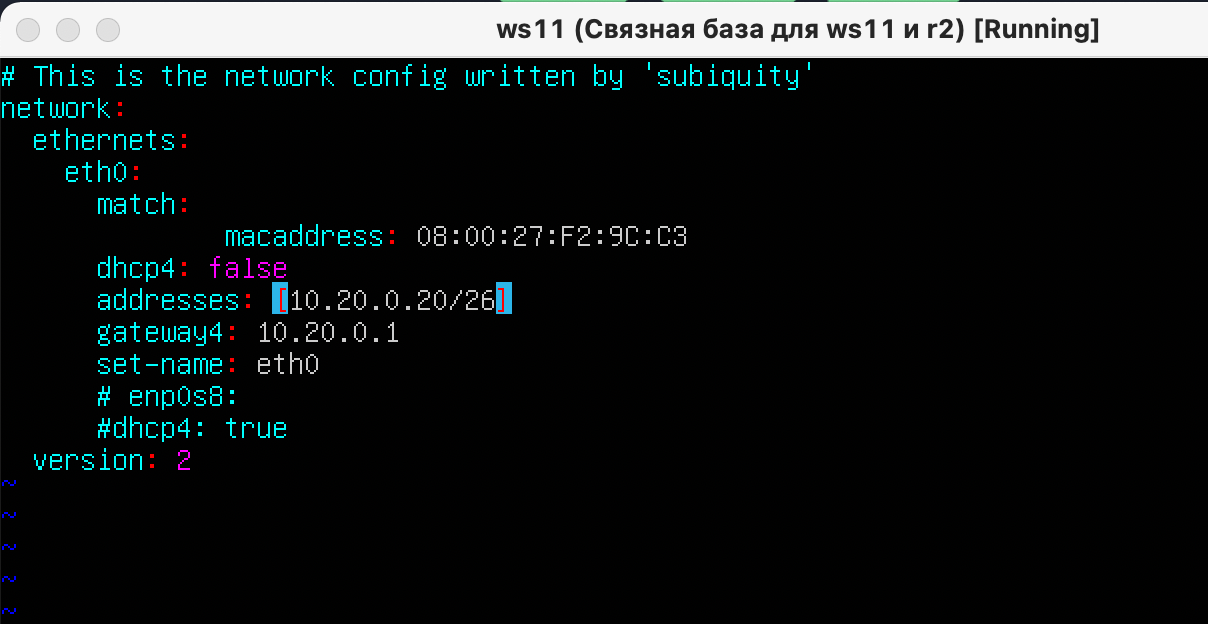 ws11 (Связная база для ws11 и r2) [Running]
# This is the network config written by 'subiquity'
network:
  ethernets:
    eth0:
      match:
              macaddress: 08:00:27:F2:9C:C3
      dhcp4: false
      addresses: [10.20.0.20/26]
      gateway4: 10.20.0.1
      set-name: eth0
      # enp0s8:
      #dhcp4: true
  version: 2
~
~
~
~
~